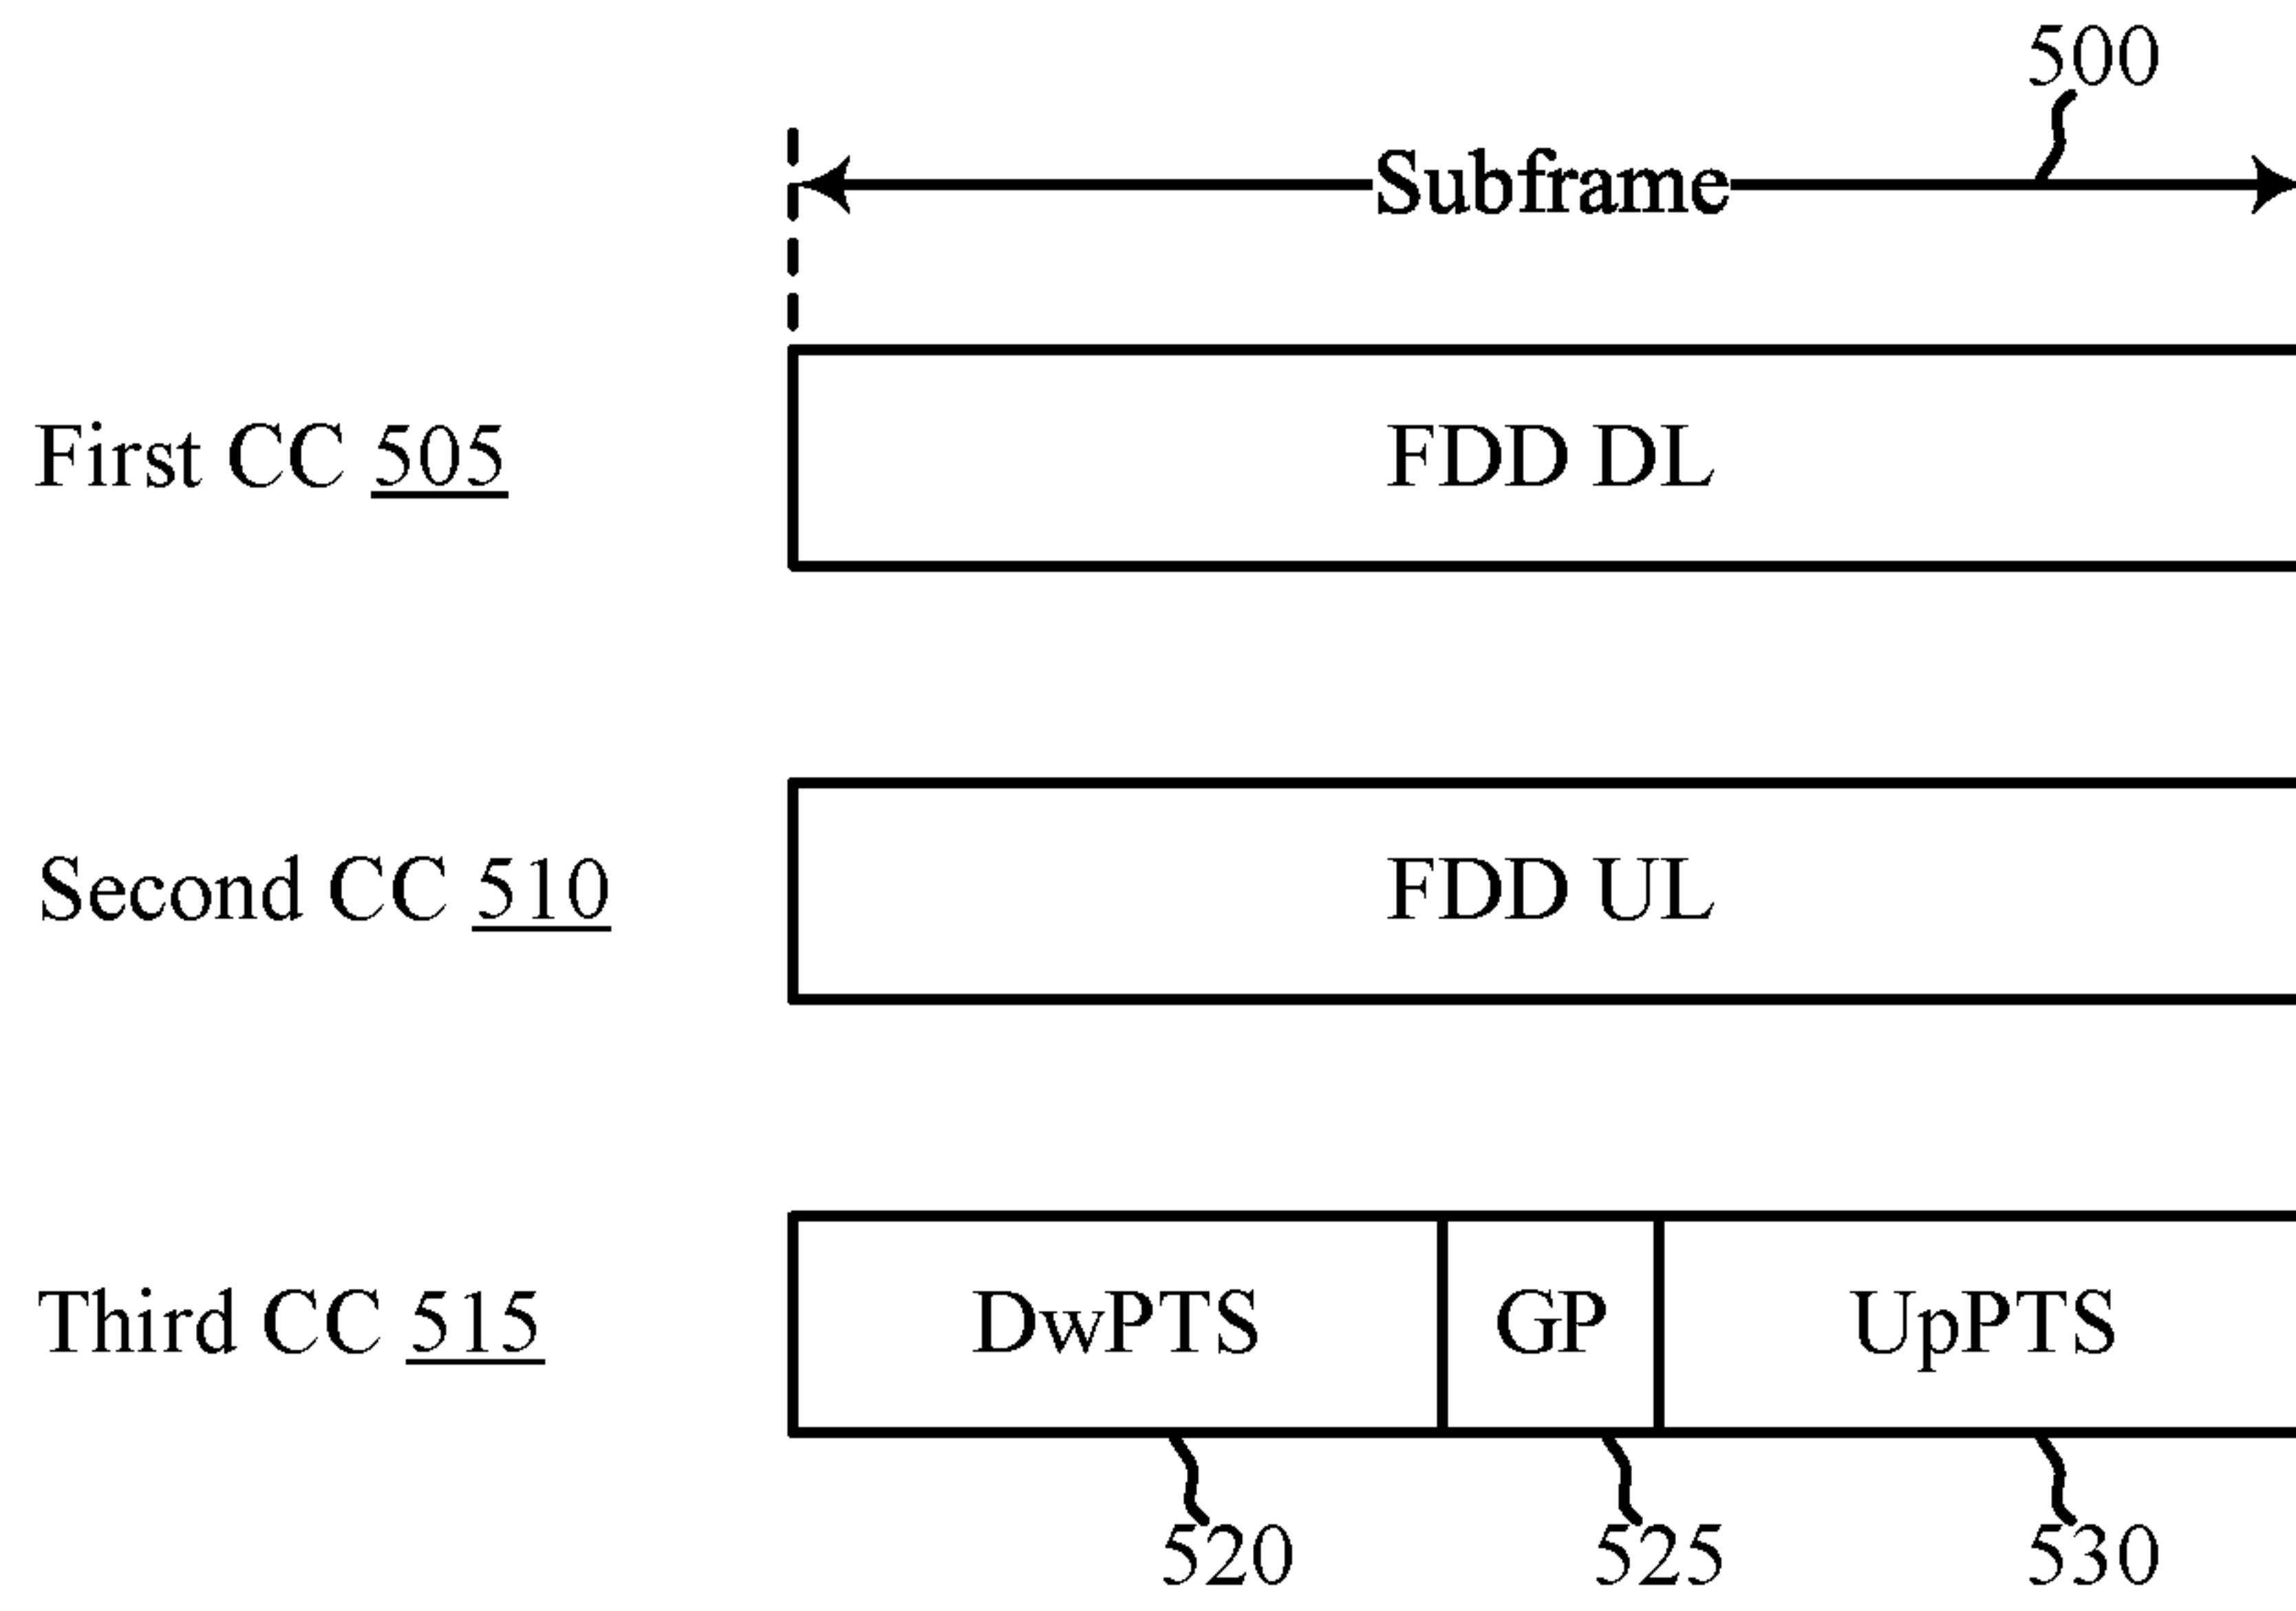 500
Subframe
First CC 505
FDD DL
Second CC 510
FDD UL
Third CC 515
DwPTS
GP
UpPTS
520
525
530